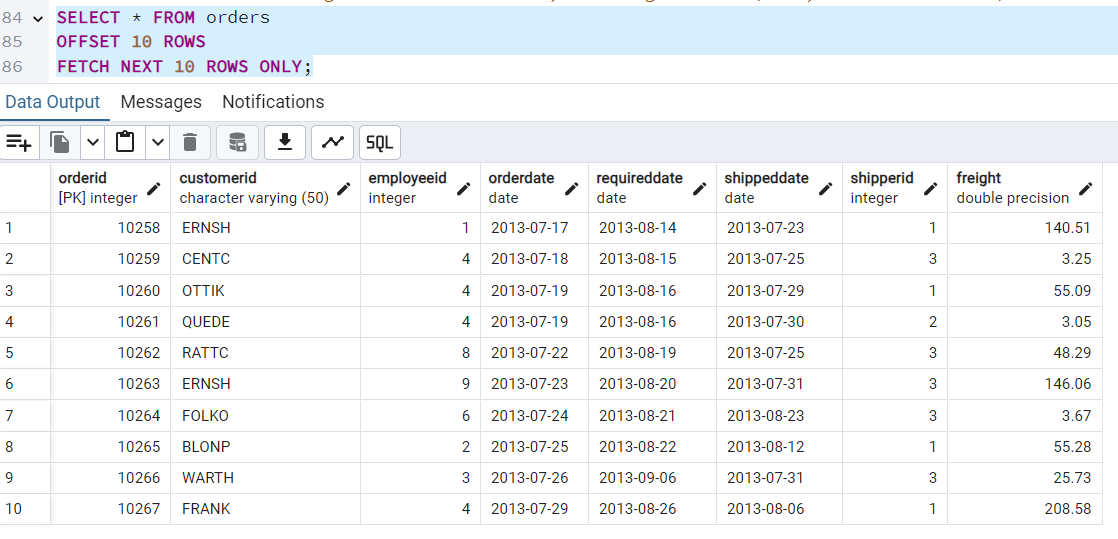 84 SELECT * FROM orders
85 OFFSET 10 ROWS
86 FETCH NEXT 10 ROWS ONLY;
Data Output Messages Notifications
SQL
orderid customerid employeeid orderdate requireddate shippeddate shipperid freight
[PK] integer character varying (50) integer date date date integer double precision
1 10258 ERNSH 1 2013-07-17 2013-08-14 2013-07-23 1 140.51
2 10259 CENTC 4 2013-07-18 2013-08-15 2013-07-25 3 3.25
3 10260 OTTIK 4 2013-07-19 2013-08-16 2013-07-29 1 55.09
4 10261 QUEDE 4 2013-07-19 2013-08-16 2013-07-30 2 3.05
5 10262 RATTC 8 2013-07-22 2013-08-19 2013-07-25 3 48.29
6 10263 ERNSH 9 2013-07-23 2013-08-20 2013-07-31 3 146.06
7 10264 FOLKO 6 2013-07-24 2013-08-21 2013-08-23 3 3.67
8 10265 BLONP 2 2013-07-25 2013-08-22 2013-08-12 1 55.28
9 10266 WARTH 3 2013-07-26 2013-09-06 2013-07-31 3 25.73
10 10267 FRANK 4 2013-07-29 2013-08-26 2013-08-06 1 208.58